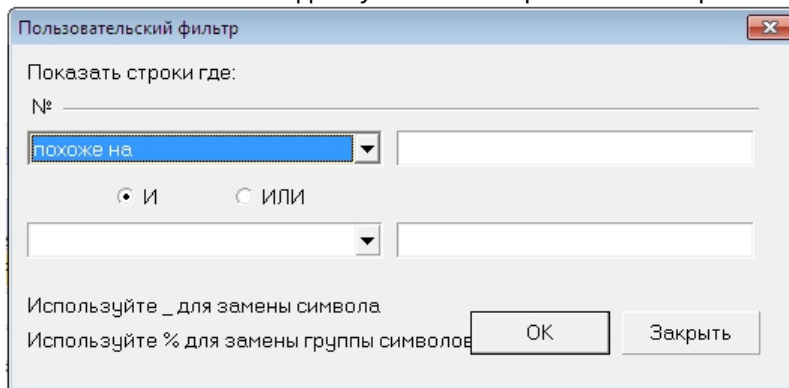 Пользовательский фильтр
Показать строки где:
№
похоже на
И ИЛИ
Используйте _ для замены символа
Используйте % для замены группы символов
ОК Закрыть